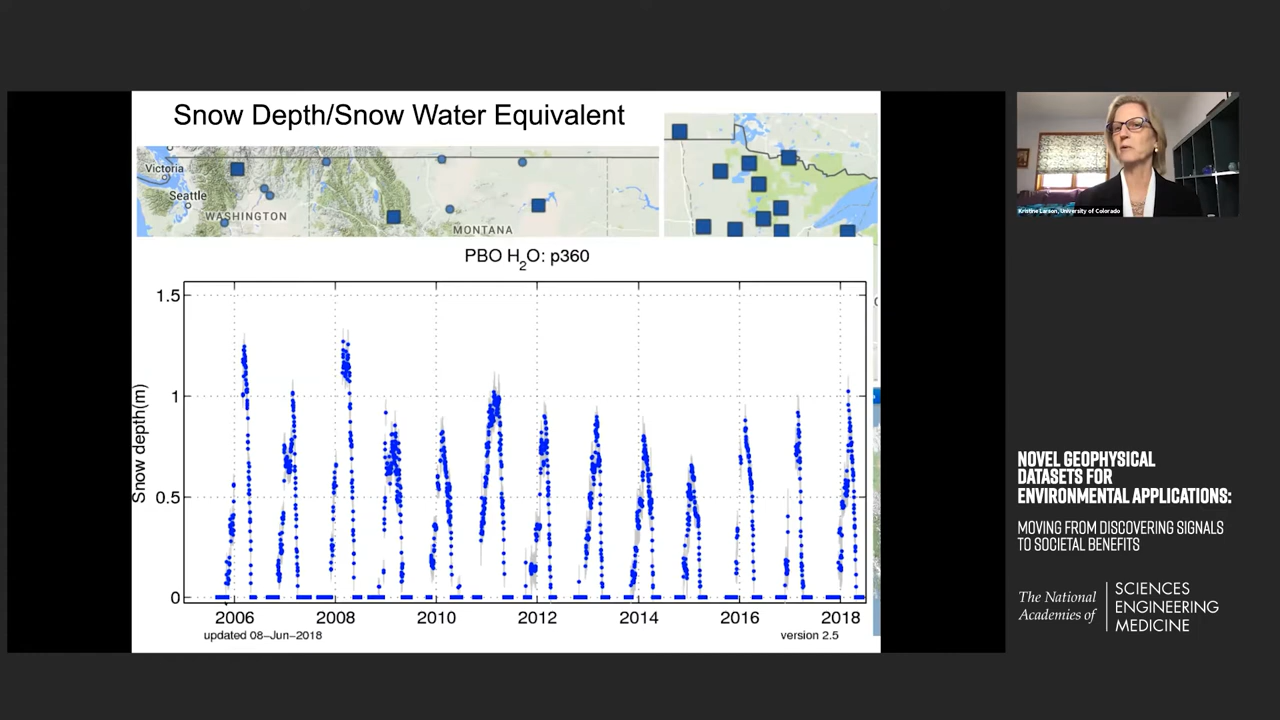 Snow Depth/Snow Water Equivalent
Victoria
Seattle
WASHINGTON
MONTANA
PBO H2O: p360
Snow depth(m)
1.5
1
0.5
0
2006
2008
2010
2012
2014
2016
2018
updated 08-Jun-2018
version 2.5
Kristine Larson, University of Colorado
NOVEL GEOPHYSICAL
DATASETS FOR
ENVIRONMENTAL APPLICATIONS:
MOVING FROM DISCOVERING SIGNALS
TO SOCIETAL BENEFITS
The National
Academies of
SCIENCES
ENGINEERING
MEDICINE